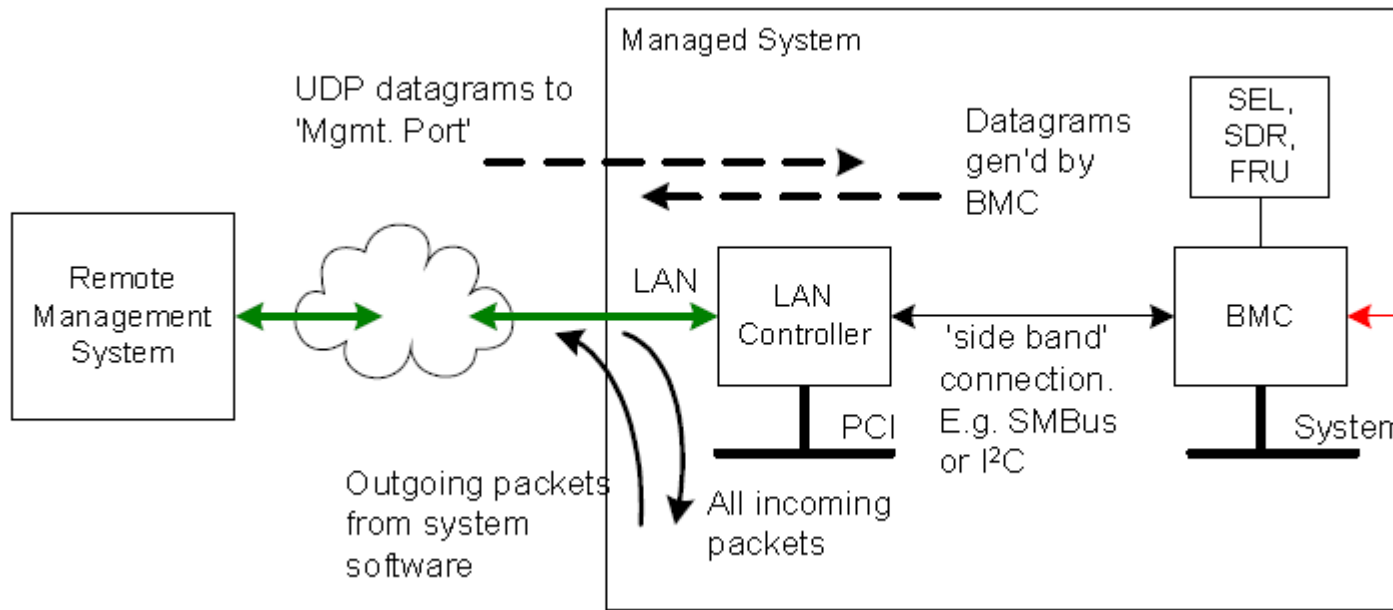 Managed System
UDP datagrams to
'Mgmt. Port'
Datagrams
gen'd by
BMC
SEL,
SDR,
FRU
Remote
Management
System
LAN
LAN
Controller
'side band'
connection.
E.g. SMBus
or I²C
BMC
PCI
System
Outgoing packets
from system
software
All incoming
packets